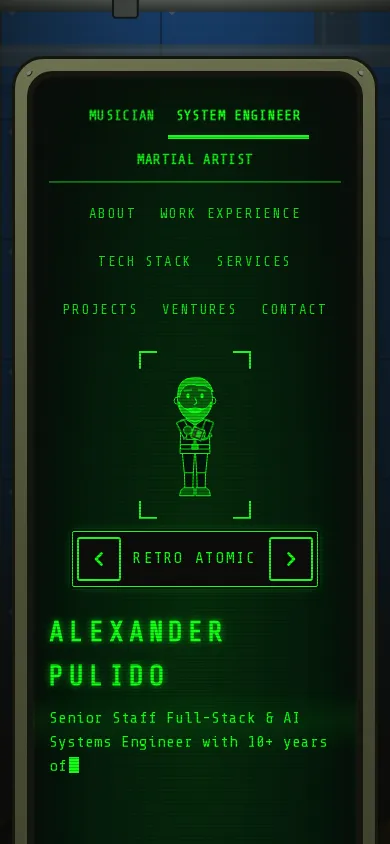 MUSICIAN SYSTEM ENGINEER
MARTIAL ARTIST
ABOUT WORK EXPERIENCE
TECH STACK SERVICES
PROJECTS VENTURES CONTACT
RETRO ATOMIC
ALEXANDER
PULIDO
Senior Staff Full-Stack & AI
Systems Engineer with 10+ years
of